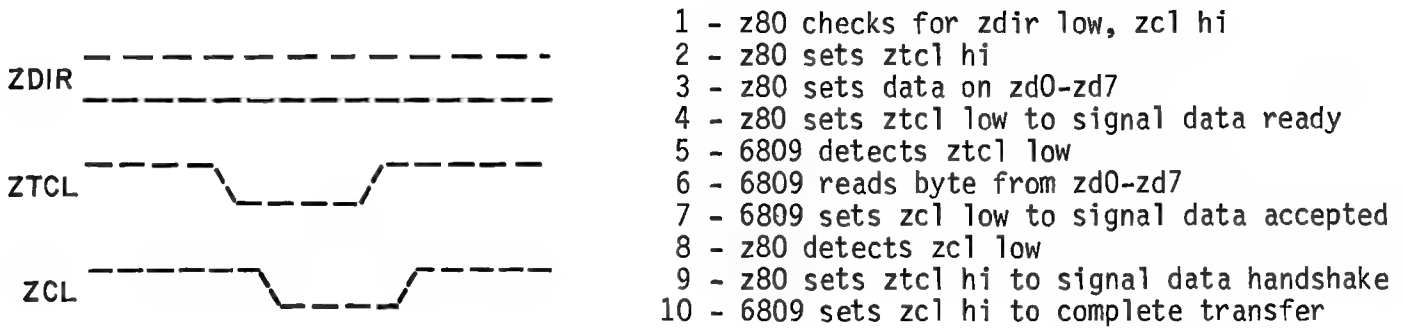 ZDIR
ZTCL
ZCL
1 - z80 checks for zdir low, zcl hi
2 - z80 sets ztcl hi
3 - z80 sets data on zd0-zd7
4 - z80 sets ztcl low to signal data ready
5 - 6809 detects ztcl low
6 - 6809 reads byte from zd0-zd7
7 - 6809 sets zcl low to signal data accepted
8 - z80 detects zcl low
9 - z80 sets ztcl hi to signal data handshake
10 - 6809 sets zcl hi to complete transfer